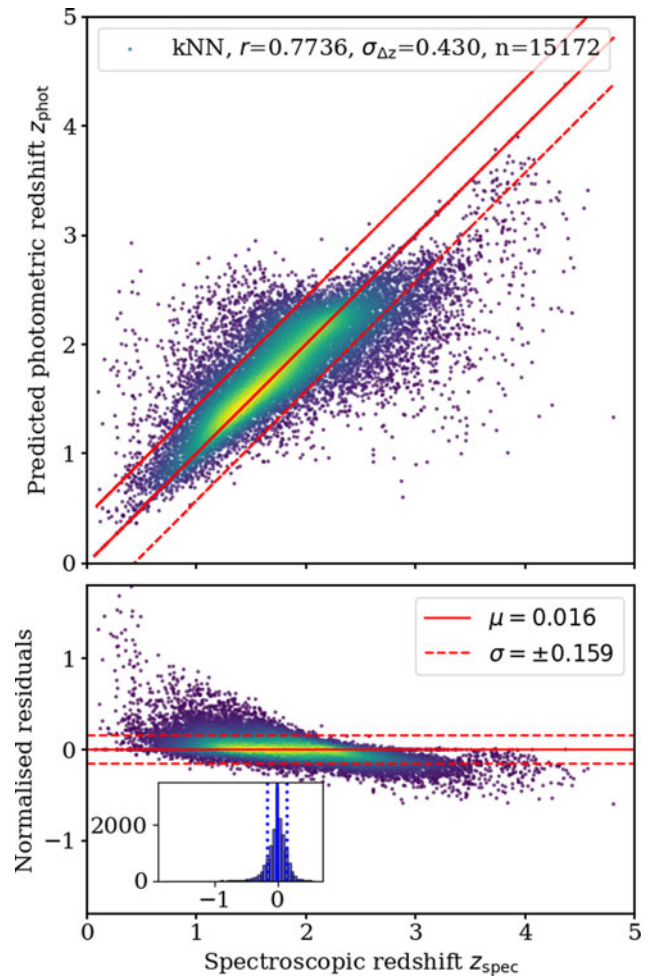 5
kNN, r=0.7736, σΔz=0.430, n=15172
4
3
2
1
0
Predicted photometric redshift zphot
μ = 0.016
σ = ±0.159
1
0
−1
Normalised residuals
2000
0
−1 0
0 1 2 3 4 5
Spectroscopic redshift zspec